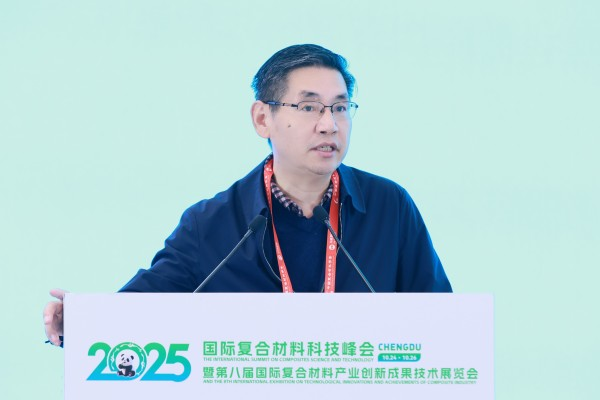 2025
国际复合材料科技峰会
CHENGDU
10.24 - 10.26
THE INTERNATIONAL SUMMIT ON COMPOSITES SCIENCE AND TECHNOLOGY
暨第八届国际复合材料产业创新成果技术展览会
AND THE 8TH INTERNATIONAL EXHIBITION ON TECHNOLOGICAL INNOVATIONS AND ACHIEVEMENTS OF COMPOSITE INDUSTRY